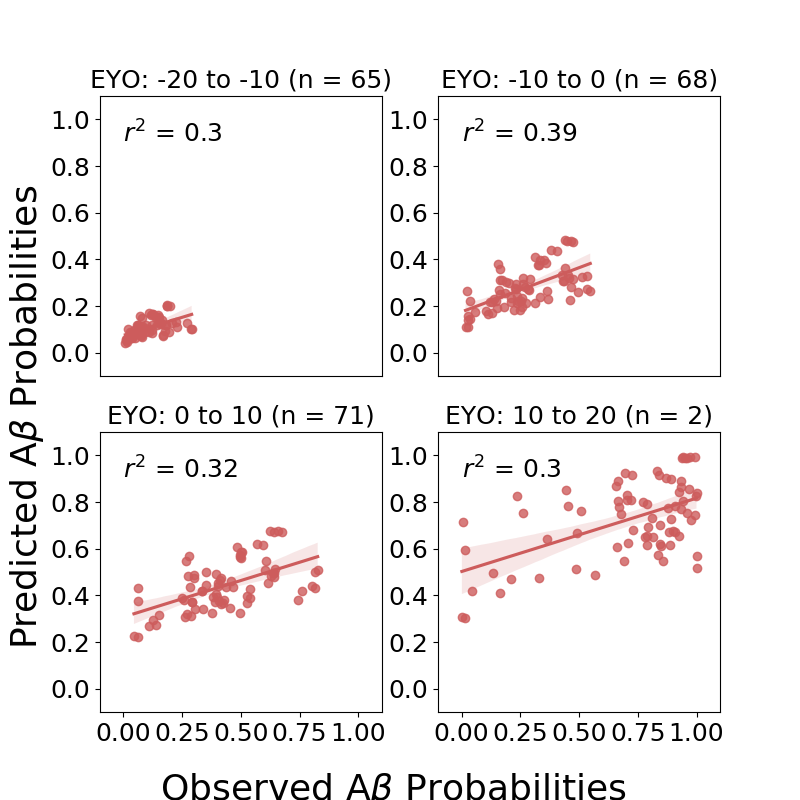 EYO: -20 to -10 (n = 65)
EYO: -10 to 0 (n = 68)
r² = 0.3
r² = 0.39
1.0
0.8
0.6
0.4
0.2
0.0
1.0
0.8
0.6
0.4
0.2
0.0
Predicted Aβ Probabilities
EYO: 0 to 10 (n = 71)
EYO: 10 to 20 (n = 2)
r² = 0.32
r² = 0.3
1.0
0.8
0.6
0.4
0.2
0.0
1.0
0.8
0.6
0.4
0.2
0.0
0.00 0.25 0.50 0.75 1.00
0.00 0.25 0.50 0.75 1.00
Observed Aβ Probabilities